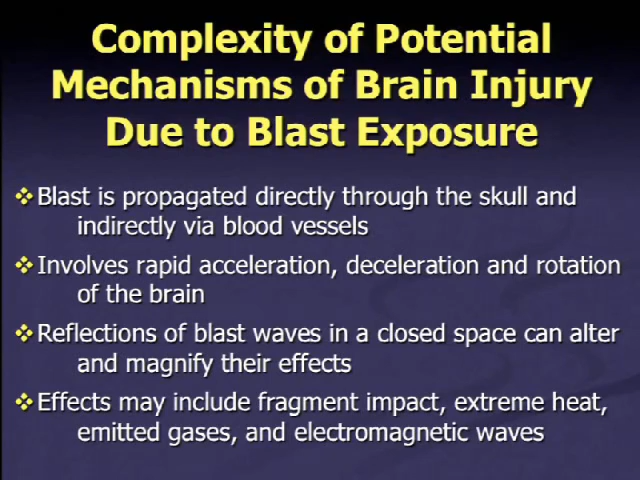 Complexity of Potential
Mechanisms of Brain Injury
Due to Blast Exposure
❖Blast is propagated directly through the skull and
indirectly via blood vessels
❖Involves rapid acceleration, deceleration and rotation
of the brain
❖Reflections of blast waves in a closed space can alter
and magnify their effects
❖Effects may include fragment impact, extreme heat,
emitted gases, and electromagnetic waves